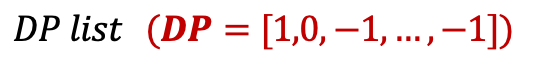 DP list (DP = [1,0, −1, ... , −1])